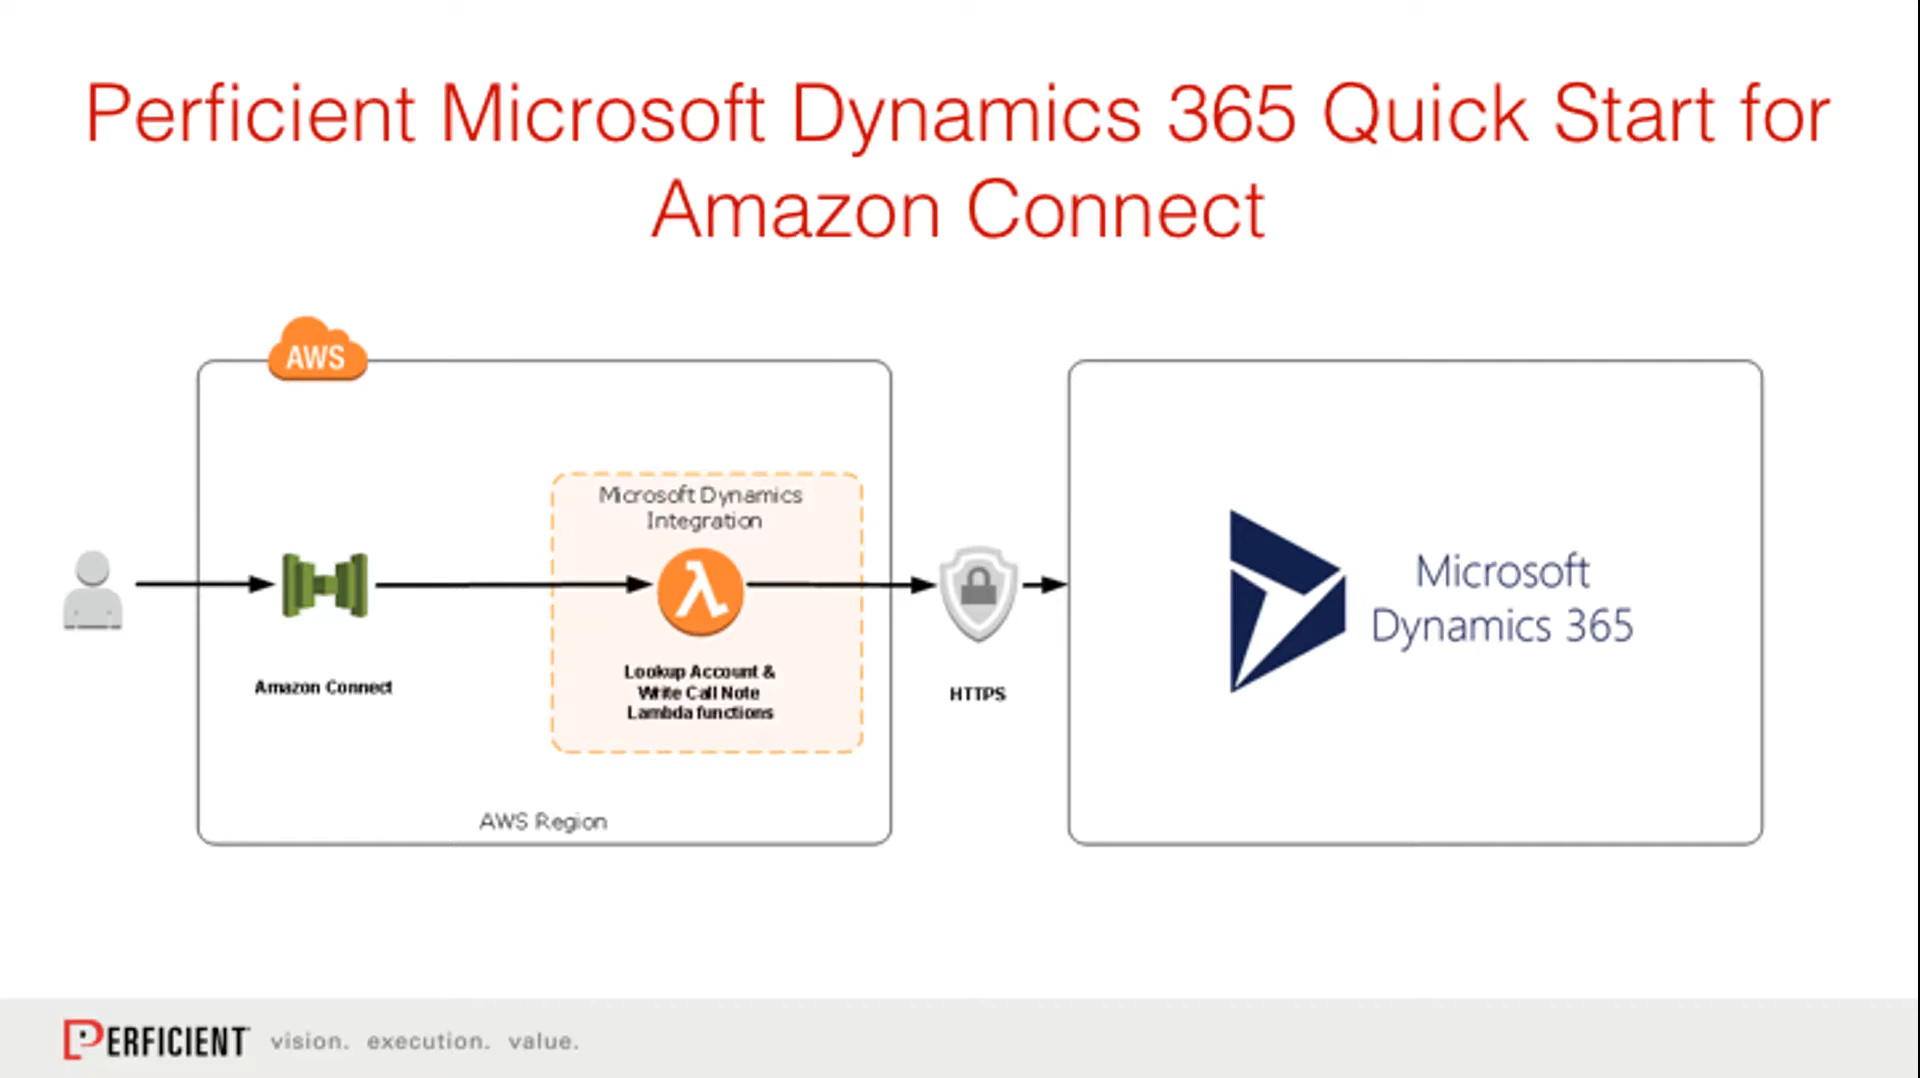 Perficient Microsoft Dynamics 365 Quick Start for
Amazon Connect
AWS
Microsoft Dynamics
Integration
Lookup Account &
Write Call Note
Lambda functions
Amazon Connect
HTTPS
Microsoft
Dynamics 365
AWS Region
PERFICIENT vision. execution. value.